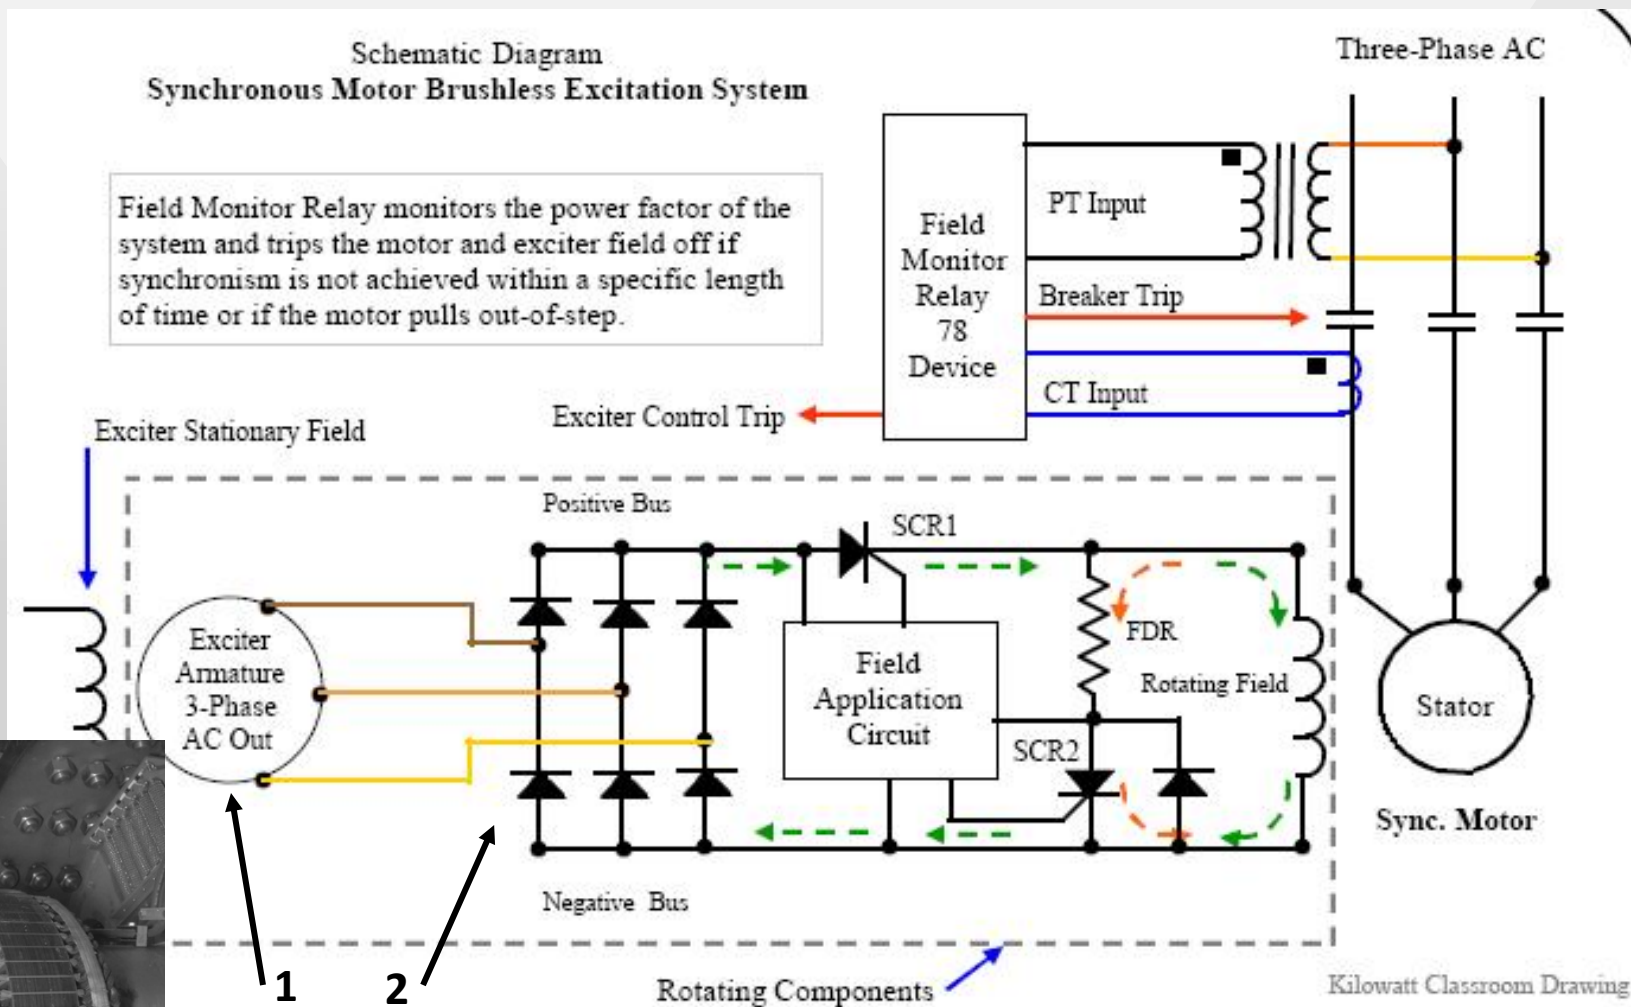 Schematic Diagram
Synchronous Motor Brushless Excitation System
Three-Phase AC
Field Monitor Relay monitors the power factor of the
system and trips the motor and exciter field off if
synchronism is not achieved within a specific length
of time or if the motor pulls out-of-step.
Field
Monitor
Relay
78
Device
PT Input
Breaker Trip
CT Input
Exciter Control Trip
Exciter Stationary Field
Positive Bus
SCR1
Exciter
Armature
3-Phase
AC Out
Field
Application
Circuit
FDR
Rotating Field
SCR2
Stator
Sync. Motor
Negative Bus
1
2
Rotating Components
Kilowatt Classroom Drawing